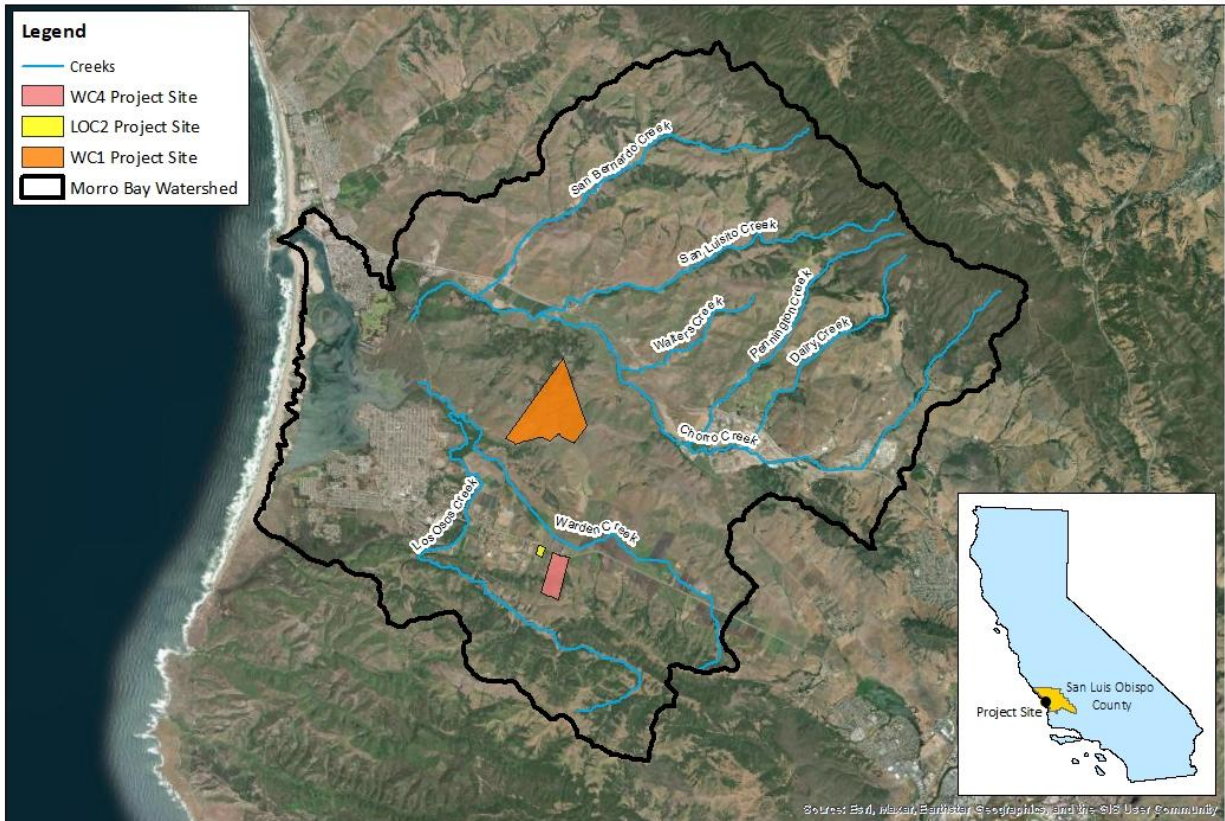 Legend
Creeks
WC4 Project Site
LOC2 Project Site
WC1 Project Site
Morro Bay Watershed
San Bernardo Creek
San Luisito Creek
Walters Creek
Pennington Creek
Dairy Creek
Chorro Creek
Los Osos Creek
Warden Creek
San Luis Obispo
County
Project Site
Source: Esri, Maxar, Earthstar Geographics, and the GIS User Community